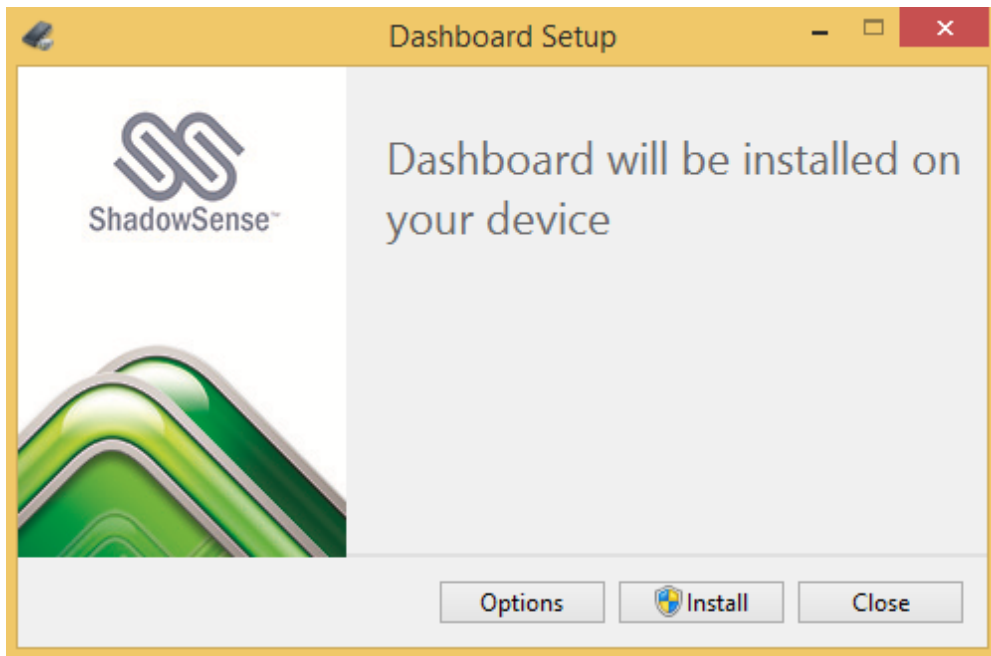 Dashboard Setup
ShadowSense™
Dashboard will be installed on
your device
Options
Install
Close